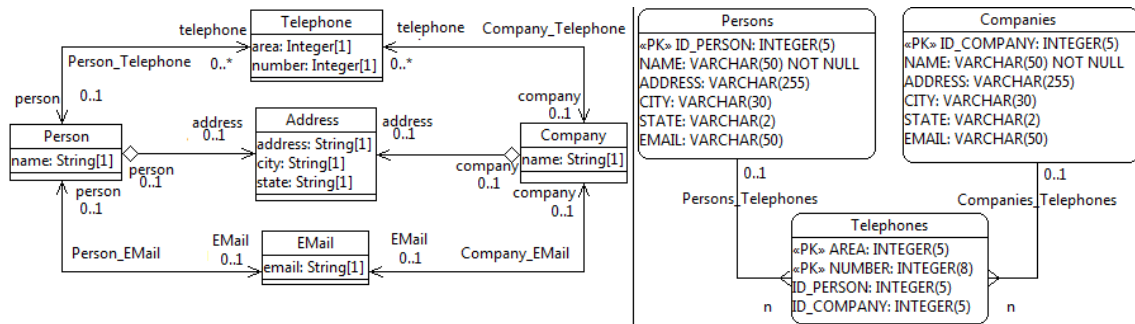 telephone
Telephone
area: Integer[1]
number: Integer[1]
0..*
0..*
Company_Telephone
Person_Telephone
person
0..1
company
0..1
Person
name: String[1]
address
0..1
Address
address: String[1]
city: String[1]
state: String[1]
address
0..1
Company
name: String[1]
person
0..1
company
0..1
person
0..1
company
0..1
Person_EMail
EMail
0..1
EMail
email: String[1]
EMail
0..1
Company_EMail
Persons
«PK» ID_PERSON: INTEGER(5)
NAME: VARCHAR(50) NOT NULL
ADDRESS: VARCHAR(255)
CITY: VARCHAR(30)
STATE: VARCHAR(2)
EMAIL: VARCHAR(50)
Companies
«PK» ID_COMPANY: INTEGER(5)
NAME: VARCHAR(50) NOT NULL
ADDRESS: VARCHAR(255)
CITY: VARCHAR(30)
STATE: VARCHAR(2)
EMAIL: VARCHAR(50)
0..1
0..1
Persons_Telephones
Companies_Telephones
Telephones
«PK» AREA: INTEGER(5)
«PK» NUMBER: INTEGER(8)
ID_PERSON: INTEGER(5)
ID_COMPANY: INTEGER(5)
n
n